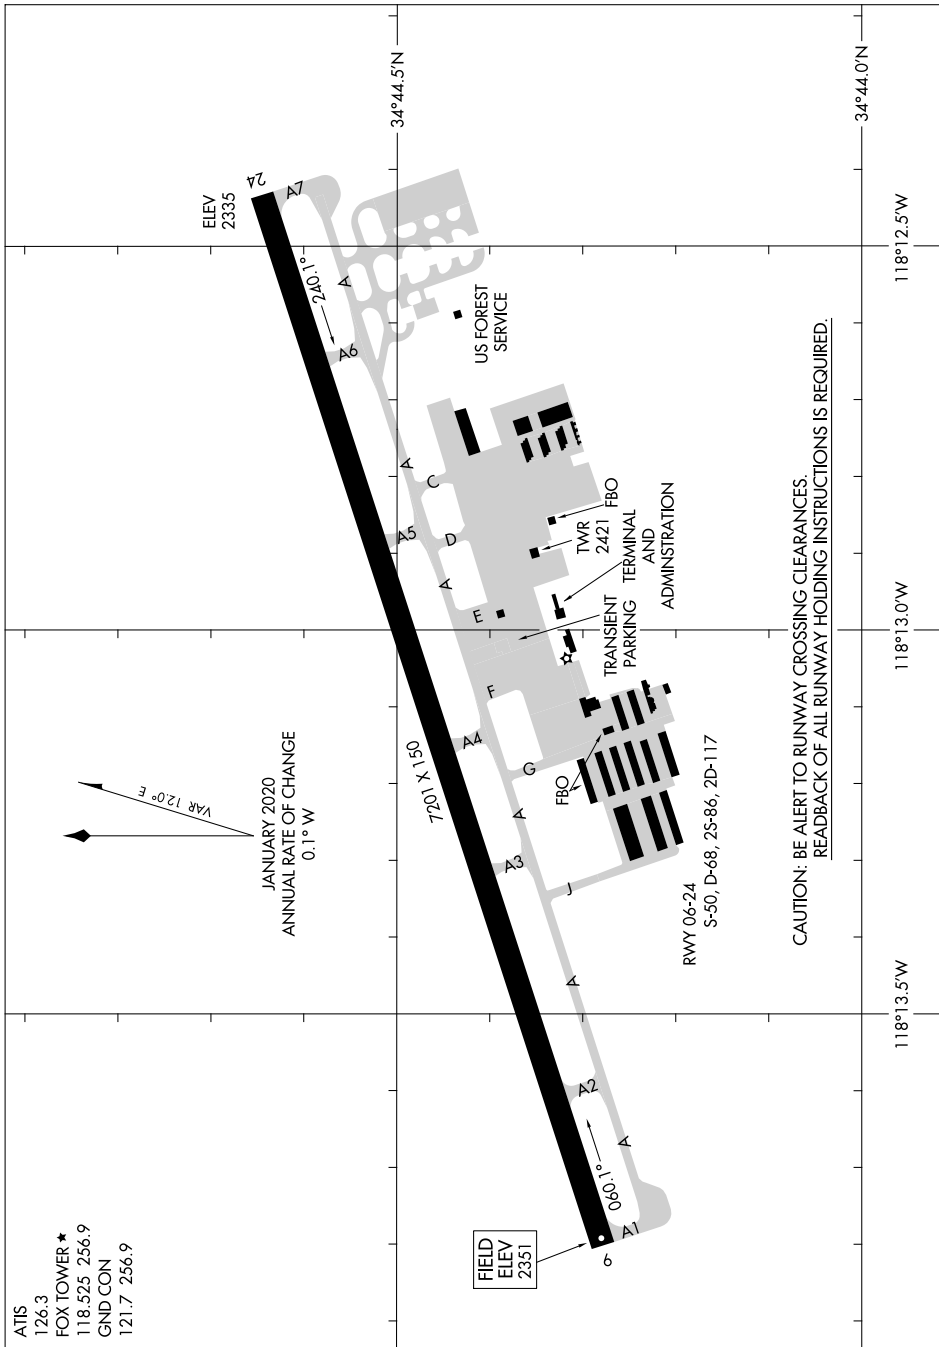 ATIS
126.3
FOX TOWER ★
118.525 256.9
GND CON
121.7 256.9
JANUARY 2020
ANNUAL RATE OF CHANGE
0.1° W
VAR 12.0° E
ELEV
2335
24
A7
240.1°
A
A6
34°44.5'N
34°44.0'N
118°12.5'W
118°13.0'W
118°13.5'W
US FOREST
SERVICE
A
C
A5
D
A
E
F
A4
G
A
A3
J
A
A2
A
A1
060.1°
6
7201 X 150
FIELD
ELEV
2351
FBO
TWR
2421
TERMINAL
AND
ADMINSTRATION
TRANSIENT
PARKING
FBO
RWY 06-24
S-50, D-68, 2S-86, 2D-117
CAUTION: BE ALERT TO RUNWAY CROSSING CLEARANCES.
READBACK OF ALL RUNWAY HOLDING INSTRUCTIONS IS REQUIRED.